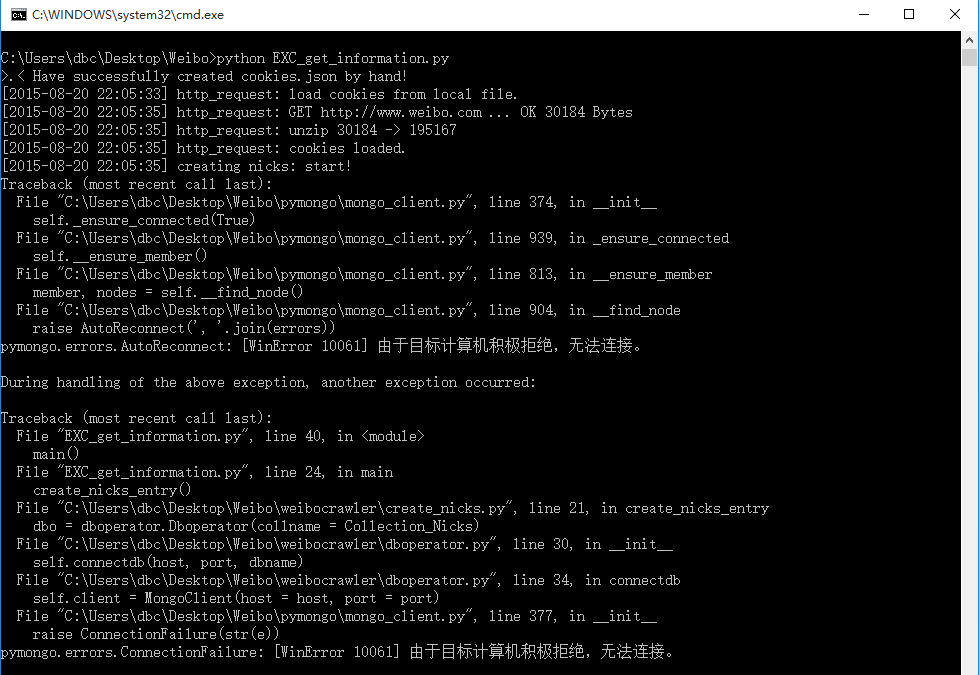 C:\WINDOWS\system32\cmd.exe
C:\Users\dbc\Desktop\Weibo>python EXC_get_information.py
>.< Have successfully created cookies.json by hand!
[2015-08-20 22:05:33] http_request: load cookies from local file.
[2015-08-20 22:05:35] http_request: GET http://www.weibo.com ... OK 30184 Bytes
[2015-08-20 22:05:35] http_request: unzip 30184 -> 195167
[2015-08-20 22:05:35] http_request: cookies loaded.
[2015-08-20 22:05:35] creating nicks: start!
Traceback (most recent call last):
  File "C:\Users\dbc\Desktop\Weibo\pymongo\mongo_client.py", line 374, in __init__
    self._ensure_connected(True)
  File "C:\Users\dbc\Desktop\Weibo\pymongo\mongo_client.py", line 939, in _ensure_connected
    self.__ensure_member()
  File "C:\Users\dbc\Desktop\Weibo\pymongo\mongo_client.py", line 813, in __ensure_member
    member, nodes = self.__find_node()
  File "C:\Users\dbc\Desktop\Weibo\pymongo\mongo_client.py", line 904, in __find_node
    raise AutoReconnect(', '.join(errors))
pymongo.errors.AutoReconnect: [WinError 10061] 由于目标计算机积极拒绝，无法连接。
During handling of the above exception, another exception occurred:
Traceback (most recent call last):
  File "EXC_get_information.py", line 40, in <module>
    main()
  File "EXC_get_information.py", line 24, in main
    create_nicks_entry()
  File "C:\Users\dbc\Desktop\Weibo\weibocrawler\create_nicks.py", line 21, in create_nicks_entry
    dbo = dboperator.Dboperator(collname = Collection_Nicks)
  File "C:\Users\dbc\Desktop\Weibo\weibocrawler\dboperator.py", line 30, in __init__
    self.connectdb(host, port, dbname)
  File "C:\Users\dbc\Desktop\Weibo\weibocrawler\dboperator.py", line 34, in connectdb
    self.client = MongoClient(host = host, port = port)
  File "C:\Users\dbc\Desktop\Weibo\pymongo\mongo_client.py", line 377, in __init__
    raise ConnectionFailure(str(e))
pymongo.errors.ConnectionFailure: [WinError 10061] 由于目标计算机积极拒绝，无法连接。